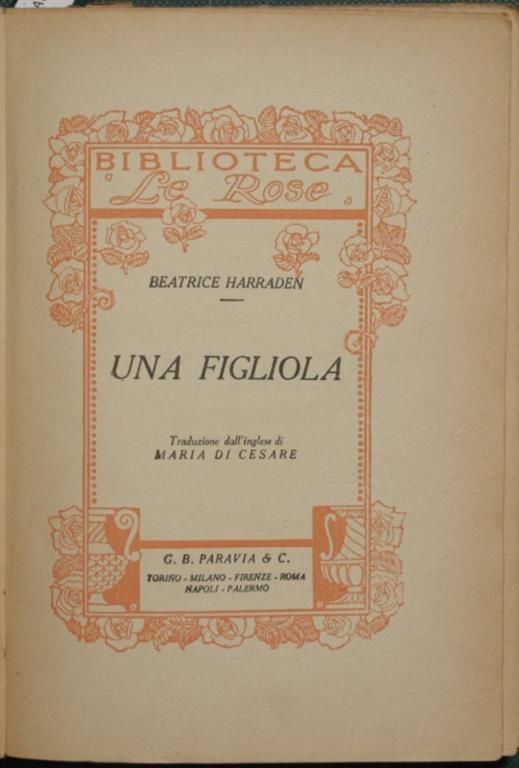 BIBLIOTECA
"Le Rose"
BEATRICE HARRADEN
UNA FIGLIOLA
Traduzione dall'inglese di
MARIA DI CESARE
G. B. PARAVIA & C.
TORINO - MILANO - FIRENZE - ROMA
NAPOLI - PALERMO